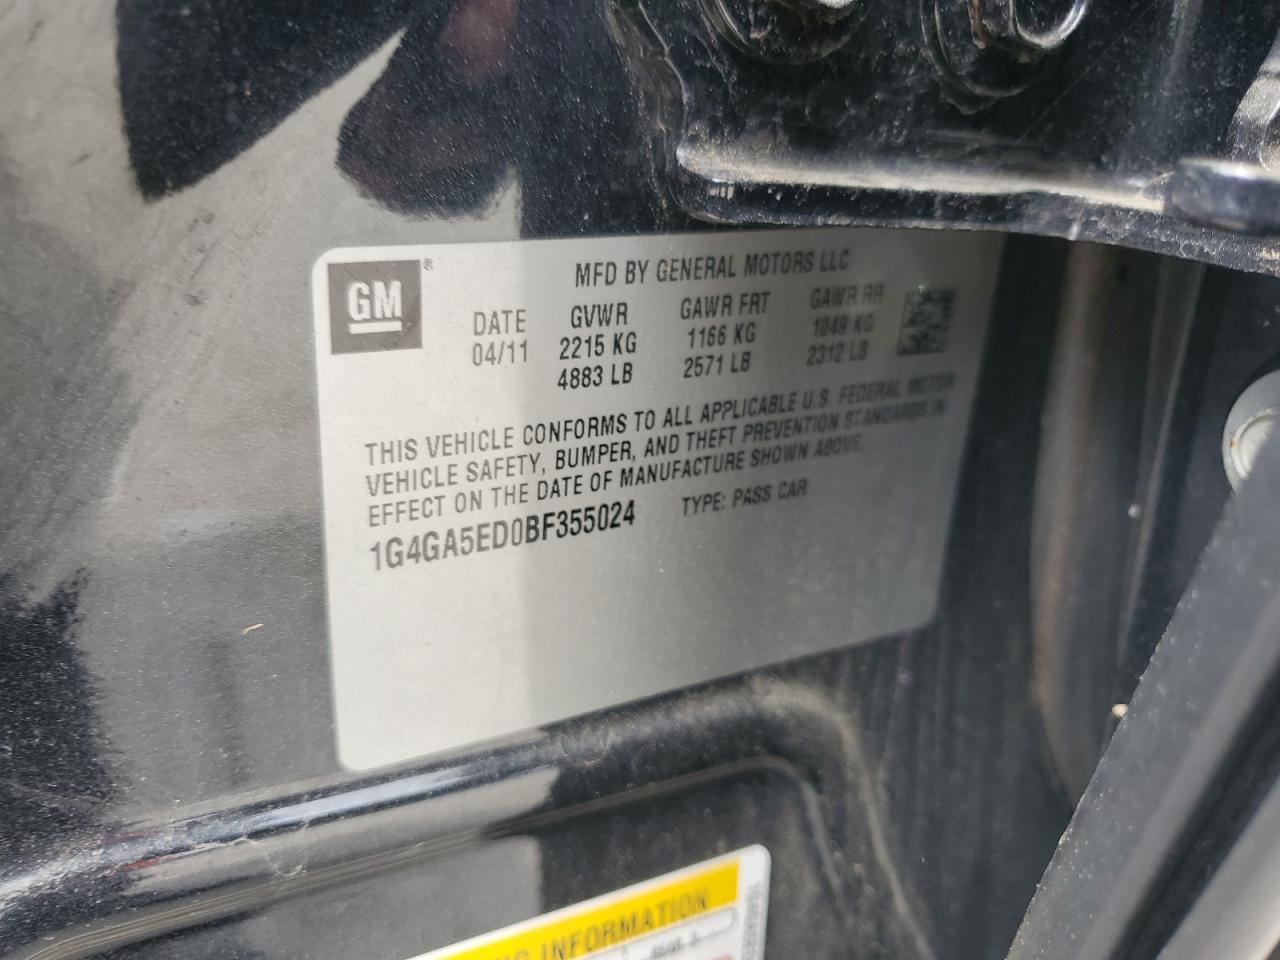 GM®
MFD BY GENERAL MOTORS LLC
DATE GVWR GAWR FRT GAWR RR
04/11 2215 KG 1166 KG 1049 KG
4883 LB 2571 LB 2312 LB
THIS VEHICLE CONFORMS TO ALL APPLICABLE U.S. FEDERAL MOTOR
VEHICLE SAFETY, BUMPER, AND THEFT PREVENTION STANDARDS IN
EFFECT ON THE DATE OF MANUFACTURE SHOWN ABOVE.
1G4GA5ED0BF355024 TYPE: PASS CAR
INFORMATION